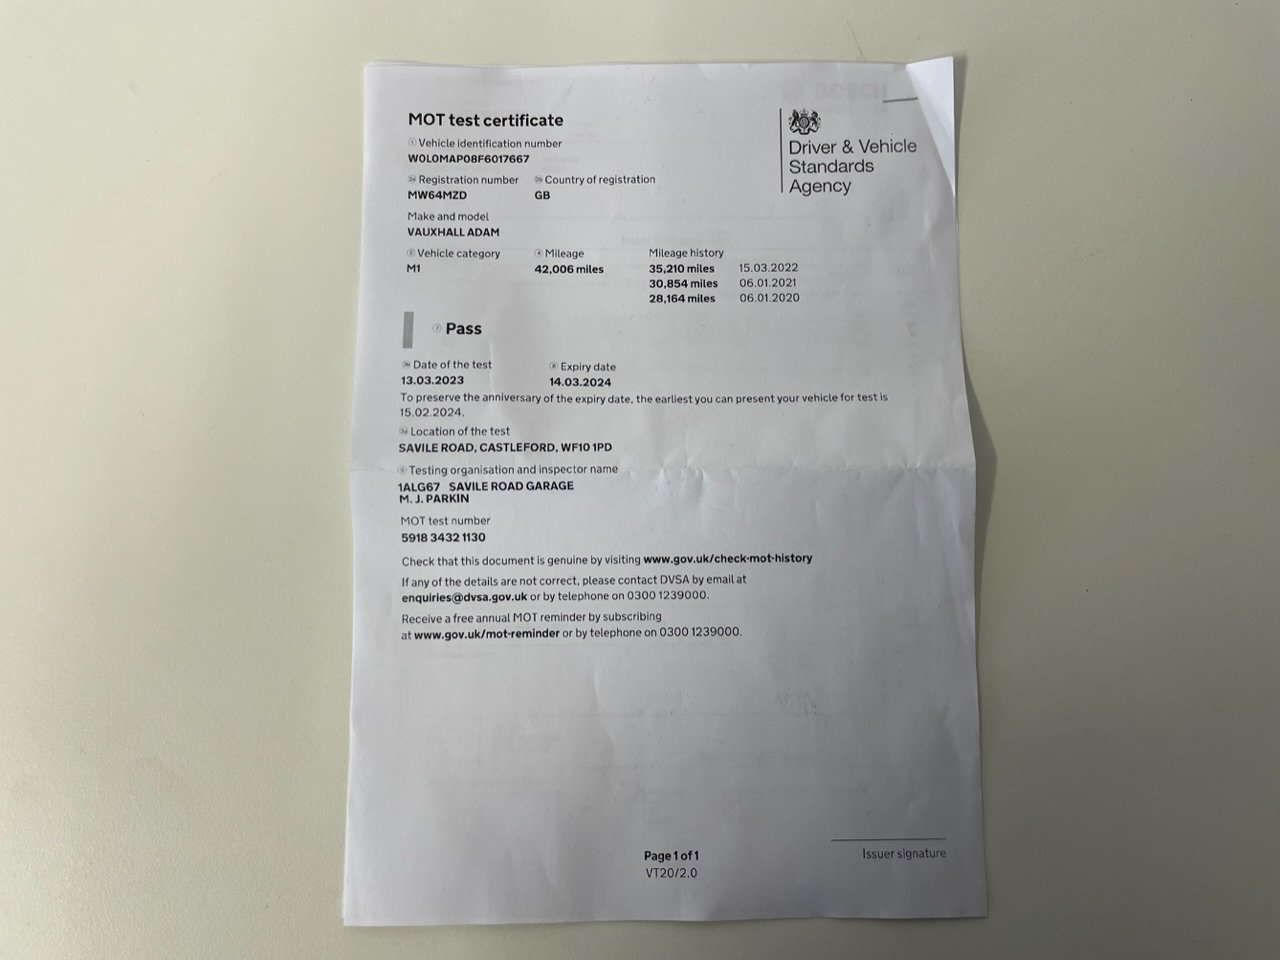 MOT test certificate
Vehicle identification number
W0L0MAP08F6017667
Registration number
Country of registration
MW64MZD
GB
Make and model
VAUXHALL ADAM
Vehicle category
Mileage
Mileage history
M1
42,006 miles
35,210 miles 15.03.2022
30,854 miles 06.01.2021
28,164 miles 06.01.2020
Driver & Vehicle
Standards
Agency
Pass
Date of the test
Expiry date
13.03.2023
14.03.2024
To preserve the anniversary of the expiry date, the earliest you can present your vehicle for test is
15.02.2024.
Location of the test
SAVILE ROAD, CASTLEFORD, WF10 1PD
Testing organisation and inspector name
1ALG67 SAVILE ROAD GARAGE
M. J. PARKIN
MOT test number
5918 3432 1130
Check that this document is genuine by visiting www.gov.uk/check-mot-history
If any of the details are not correct, please contact DVSA by email at
enquiries@dvsa.gov.uk or by telephone on 0300 1239000.
Receive a free annual MOT reminder by subscribing
at www.gov.uk/mot-reminder or by telephone on 0300 1239000.
Page 1 of 1
VT20/2.0
Issuer signature